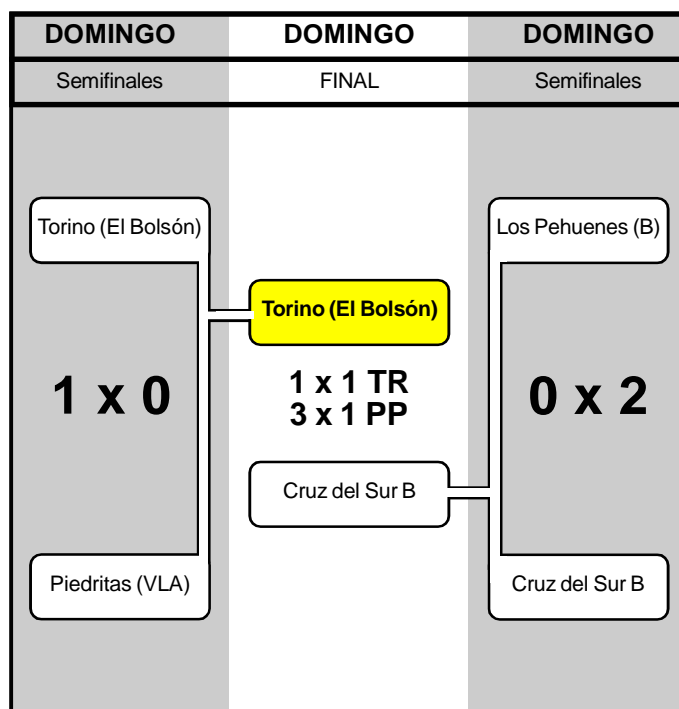 DOMINGO DOMINGO DOMINGO
Semifinales FINAL Semifinales
Torino (El Bolsón) Los Pehuenes (B)
Torino (El Bolsón)
1 x 0 1 x 1 TR 0 x 2
3 x 1 PP
Cruz del Sur B
Piedritas (VLA) Cruz del Sur B